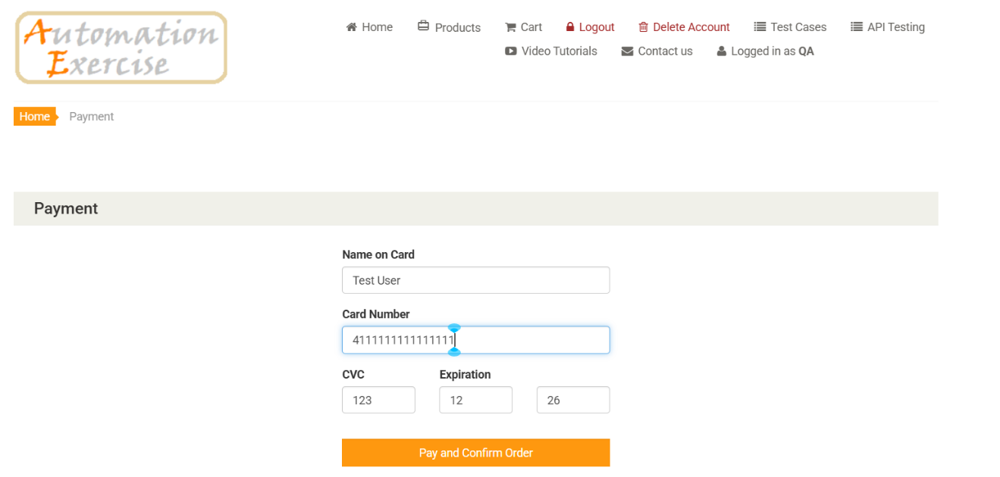 Automation
Exercise
Home Products Cart Logout Delete Account Test Cases API Testing
Video Tutorials Contact us Logged in as QA
Home Payment
Payment
Name on Card
Test User
Card Number
4111111111111111
CVC Expiration
123 12 26
Pay and Confirm Order